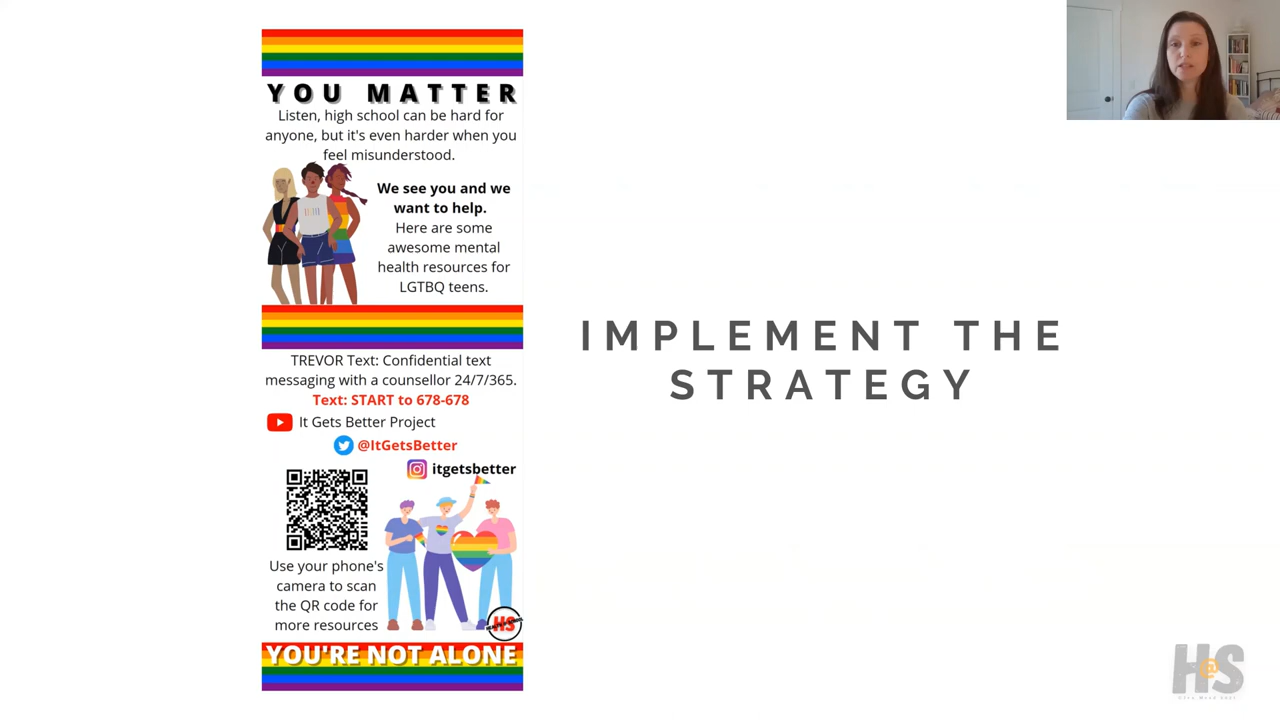 YOU MATTER
Listen, high school can be hard for
anyone, but it's even harder when you
feel misunderstood.
We see you and we
want to help.
Here are some
awesome mental
health resources for
LGTBQ teens.
TREVOR Text: Confidential text
messaging with a counsellor 24/7/365.
Text: START to 678-678
It Gets Better Project
@ItGetsBetter
itgetsbetter
Use your phone's
camera to scan
the QR code for
more resources
HS
YOU'RE NOT ALONE
IMPLEMENT THE
STRATEGY
H@S